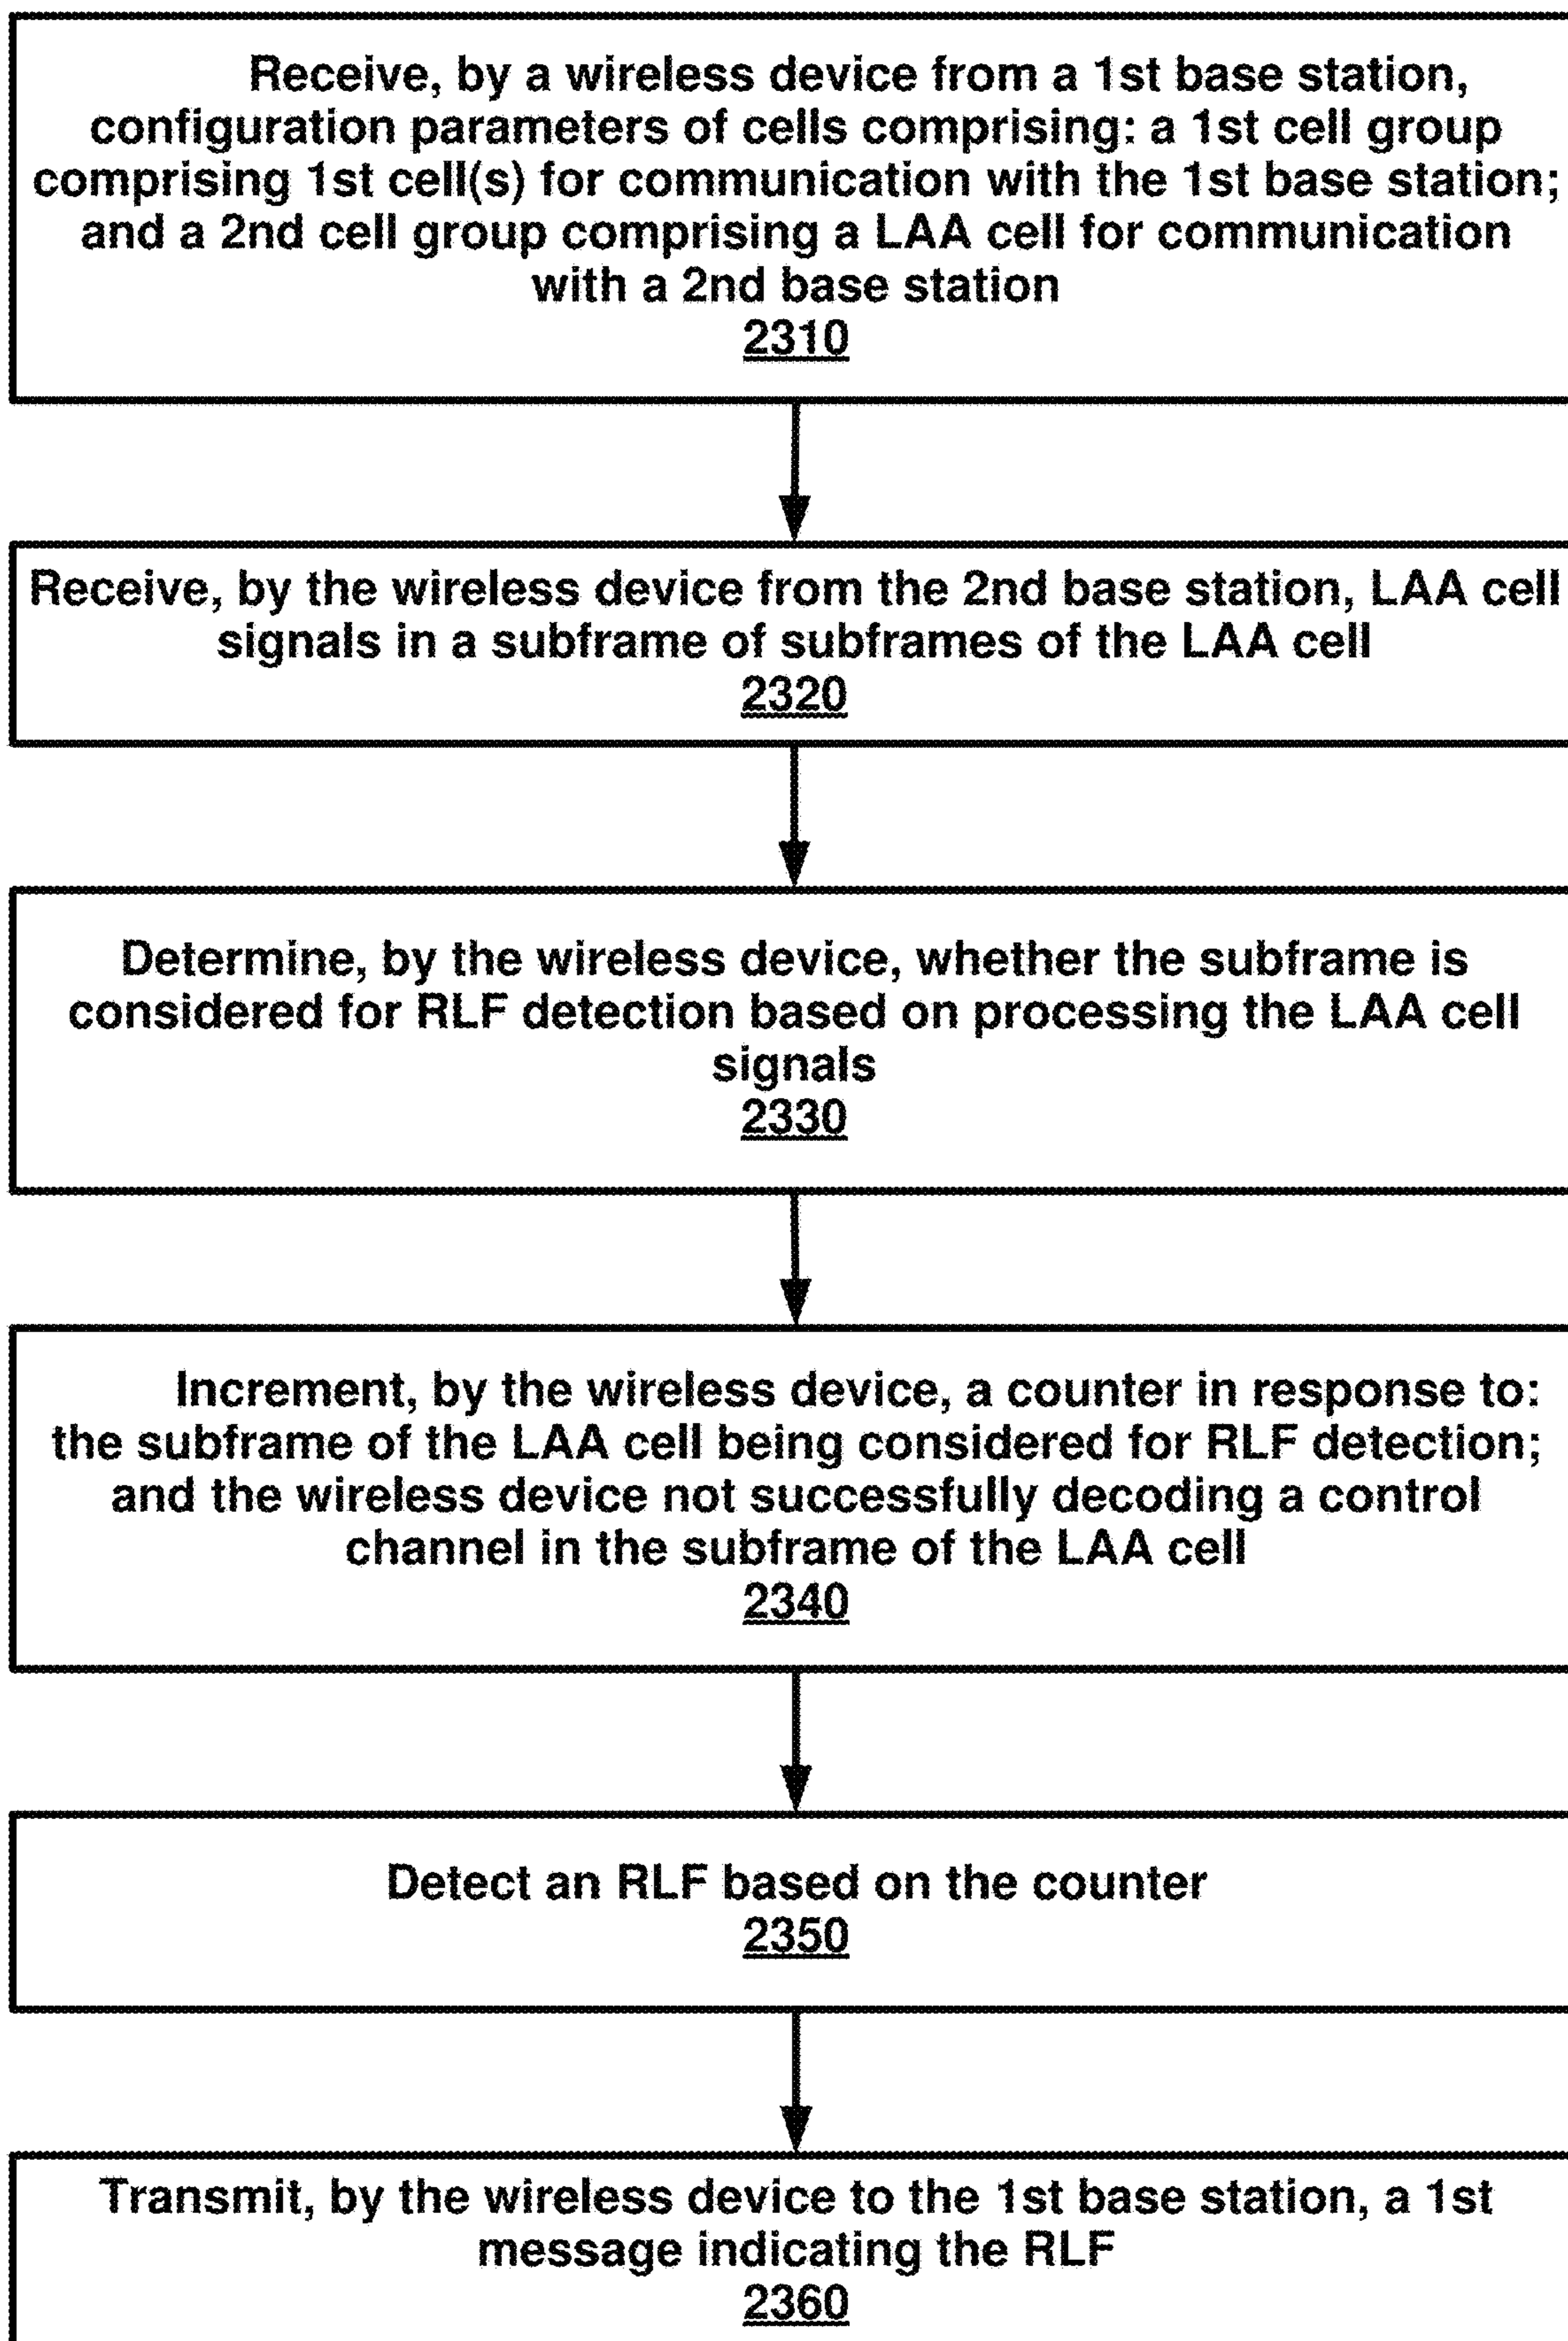 Receive, by a wireless device from a 1st base station,
configuration parameters of cells comprising: a 1st cell group
comprising 1st cell(s) for communication with the 1st base station;
and a 2nd cell group comprising a LAA cell for communication
with a 2nd base station
2310
Receive, by the wireless device from the 2nd base station, LAA cell
signals in a subframe of subframes of the LAA cell
2320
Determine, by the wireless device, whether the subframe is
considered for RLF detection based on processing the LAA cell
signals
2330
Increment, by the wireless device, a counter in response to:
the subframe of the LAA cell being considered for RLF detection;
and the wireless device not successfully decoding a control
channel in the subframe of the LAA cell
2340
Detect an RLF based on the counter
2350
Transmit, by the wireless device to the 1st base station, a 1st
message indicating the RLF
2360